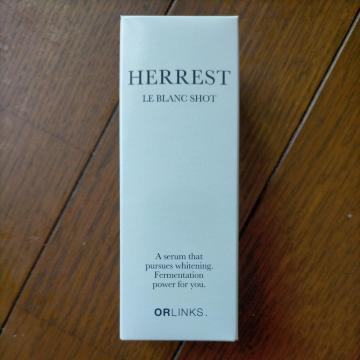 HERREST
LE BLANC SHOT
A serum that
pursues whitening.
Fermentation
power for you.
ORLINKS.